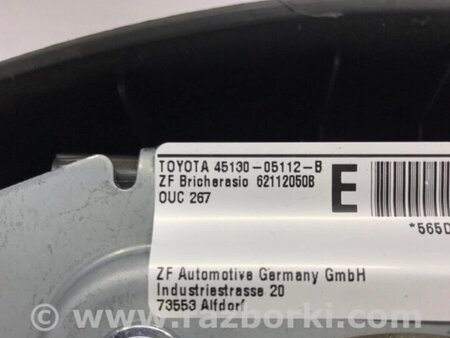 TOYOTA 45130-05112-B
ZF Bricherasio 62112050B
OUC 267
E
*565D
ZF Automotive Germany GmbH
Industriestrasse 20
73553 Alfdorf
www.razborki.com